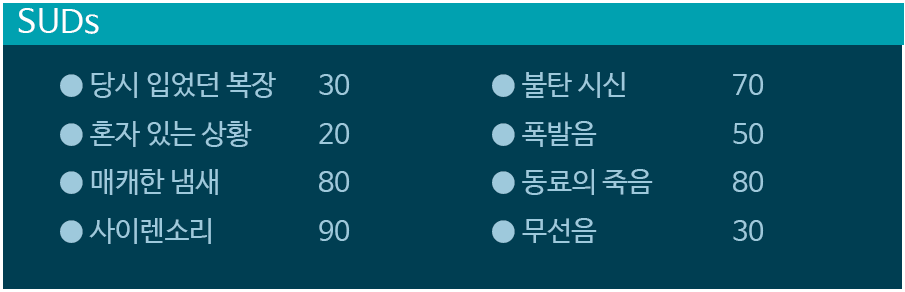 SUDs
● 당시 입었던 복장 30 ● 불탄 시신 70
● 혼자 있는 상황 20 ● 폭발음 50
● 매캐한 냄새 80 ● 동료의 죽음 80
● 사이렌소리 90 ● 무선음 30